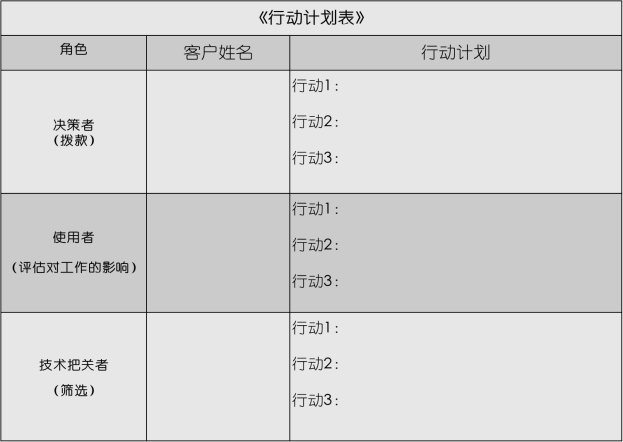 《行动计划表》
角色 客户姓名 行动计划
决策者
(拨款)
行动1:
行动2:
行动3:
使用者
(评估对工作的影响)
行动1:
行动2:
行动3:
技术把关者
(筛选)
行动1:
行动2:
行动3: